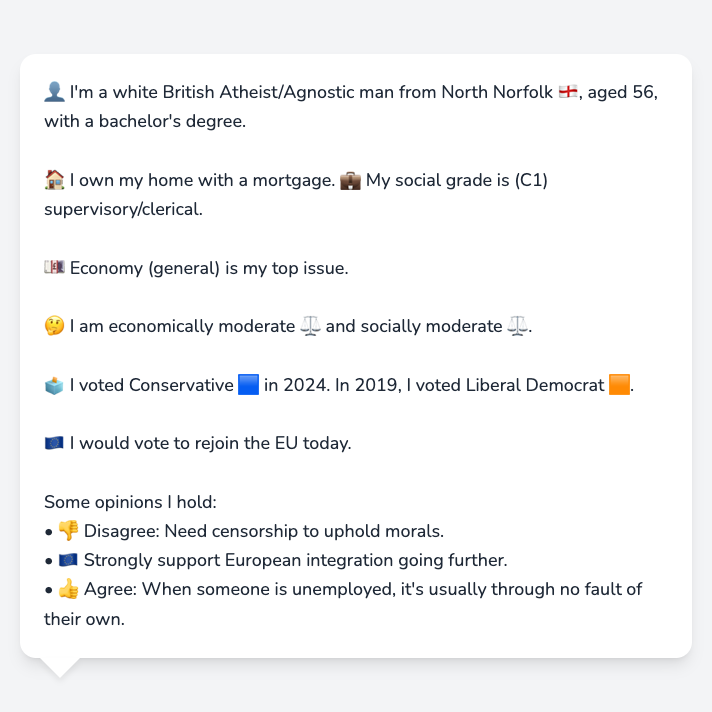 👤 I'm a white British Atheist/Agnostic man from North Norfolk 🏴󠁧󠁢󠁥󠁮󠁧󠁿, aged 56,
with a bachelor's degree.
🏠 I own my home with a mortgage. 💼 My social grade is (C1)
supervisory/clerical.
💷 Economy (general) is my top issue.
🤔 I am economically moderate ⚖️ and socially moderate ⚖️.
🗳️ I voted Conservative 🟦 in 2024. In 2019, I voted Liberal Democrat 🟧.
🇪🇺 I would vote to rejoin the EU today.
Some opinions I hold:
• 👎 Disagree: Need censorship to uphold morals.
• 🇪🇺 Strongly support European integration going further.
• 👍 Agree: When someone is unemployed, it's usually through no fault of
their own.